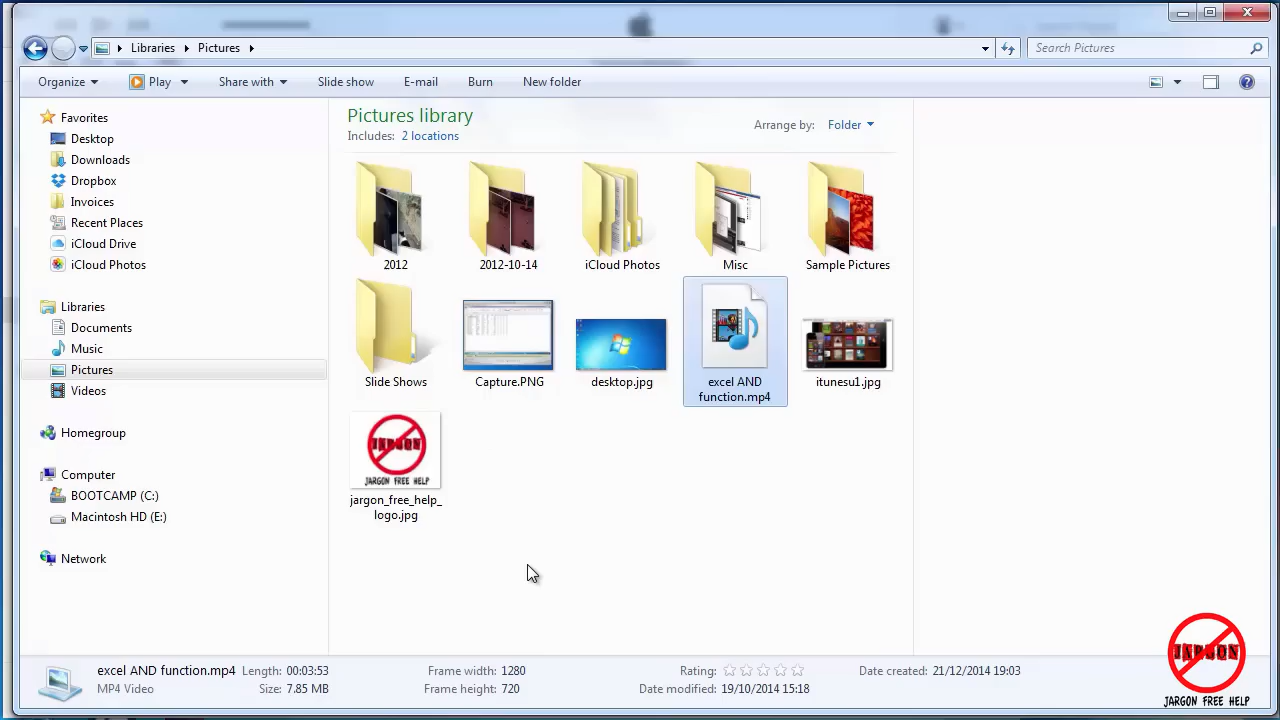 Libraries Pictures
Search Pictures
Organize Play Share with Slide show E-mail Burn New folder
Favorites
Desktop
Downloads
Dropbox
Invoices
Recent Places
iCloud Drive
iCloud Photos
Libraries
Documents
Music
Pictures
Videos
Homegroup
Computer
BOOTCAMP (C:)
Macintosh HD (E:)
Network
Pictures library
Includes: 2 locations
Arrange by: Folder
2012
2012-10-14
iCloud Photos
Misc
Sample Pictures
Slide Shows
Capture.PNG
desktop.jpg
excel AND
function.mp4
itunesu1.jpg
JARGON
JARGON FREE HELP
jargon_free_help_
logo.jpg
excel AND function.mp4 Length: 00:03:53 Frame width: 1280 Rating: Date created: 21/12/2014 19:03
MP4 Video Size: 7.85 MB Frame height: 720 Date modified: 19/10/2014 15:18
JARGON
JARGON FREE HELP